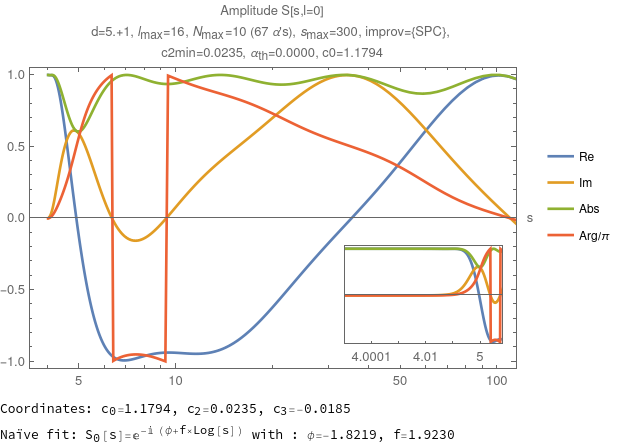 Amplitude S[s,l=0]
d=5.+1, lmax=16, Nmax=10 (67 α's), smax=300, improv={SPC},
c2min=0.0235, αth=0.0000, c0=1.1794
1.0
0.5
0.0
-0.5
-1.0
s
5
10
50
100
4.0001
4.01
5
Re
Im
Abs
Arg/π
Coordinates: c0=1.1794, c2=0.0235, c3=-0.0185
Naïve fit: S0[s]=e^-i (ϕ+f×Log[s]) with : ϕ=-1.8219, f=1.9230